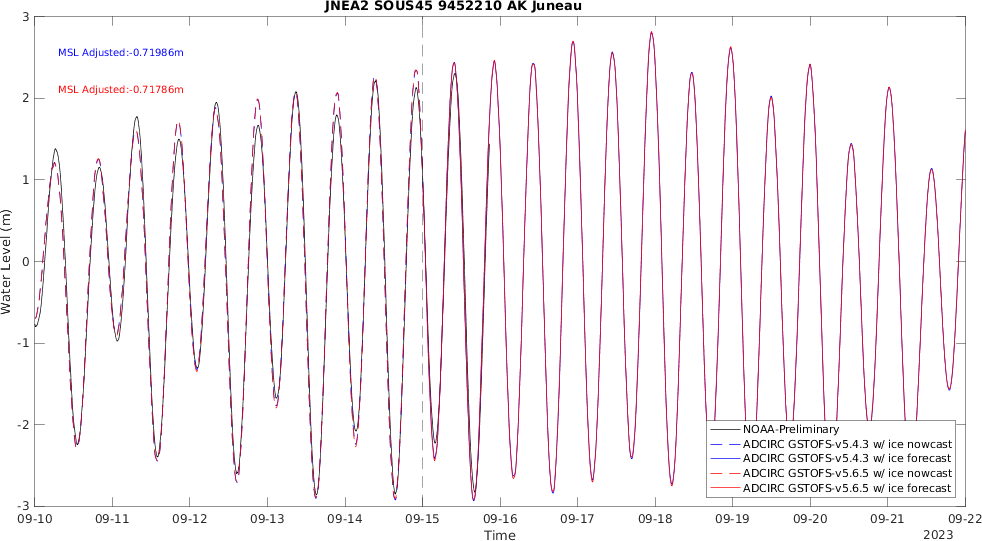 JNEA2 SOUS45 9452210 AK Juneau
MSL Adjusted:-0.71986m
MSL Adjusted:-0.71786m
3
2
1
0
-1
-2
-3
Water Level (m)
NOAA-Preliminary
ADCIRC GSTOFS-v5.4.3 w/ ice nowcast
ADCIRC GSTOFS-v5.4.3 w/ ice forecast
ADCIRC GSTOFS-v5.6.5 w/ ice nowcast
ADCIRC GSTOFS-v5.6.5 w/ ice forecast
09-10 09-11 09-12 09-13 09-14 09-15 09-16 09-17 09-18 09-19 09-20 09-21 09-22
Time
2023